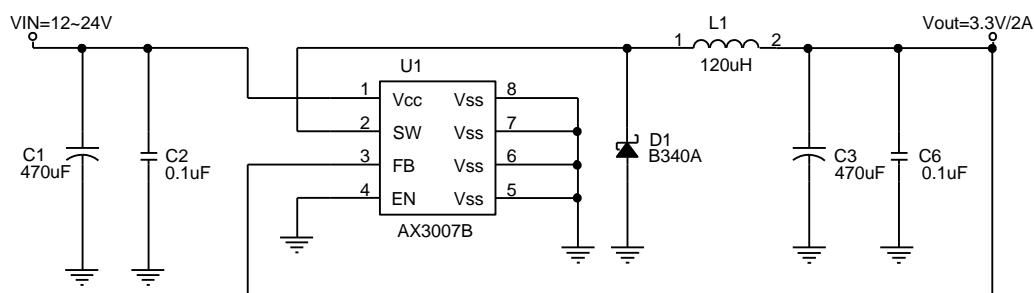 VIN=12~24V
L1
Vout=3.3V/2A
1
2
120uH
U1
1
Vcc
Vss
8
2
SW
Vss
7
3
FB
Vss
6
4
EN
Vss
5
AX3007B
C1
470uF
C2
0.1uF
D1
B340A
C3
470uF
C6
0.1uF